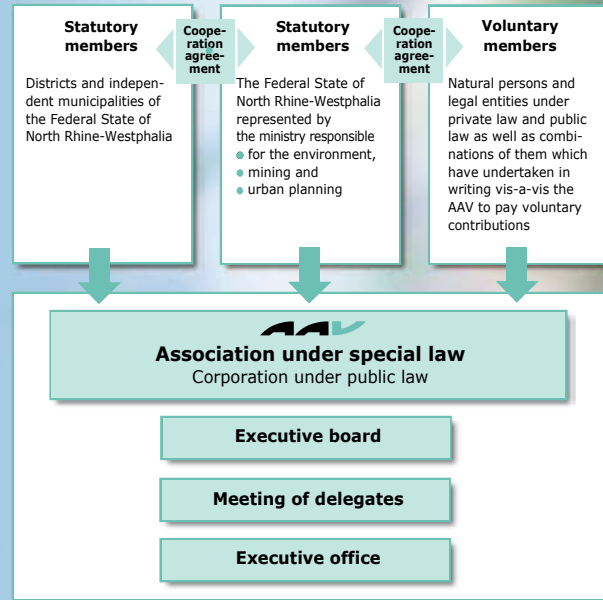 Statutory
members
Districts and indepen-
dent municipalities of
the Federal State of
North Rhine-Westphalia
Coope-
ration
agree-
ment
Statutory
members
The Federal State of
North Rhine-Westphalia
represented by
the ministry responsible
for the environment,
mining and
urban planning
Coope-
ration
agree-
ment
Voluntary
members
Natural persons and
legal entities under
private law and public
law as well as combi-
nations of them which
have undertaken in
writing vis-a-vis the
AAV to pay voluntary
contributions
AAV
Association under special law
Corporation under public law
Executive board
Meeting of delegates
Executive office